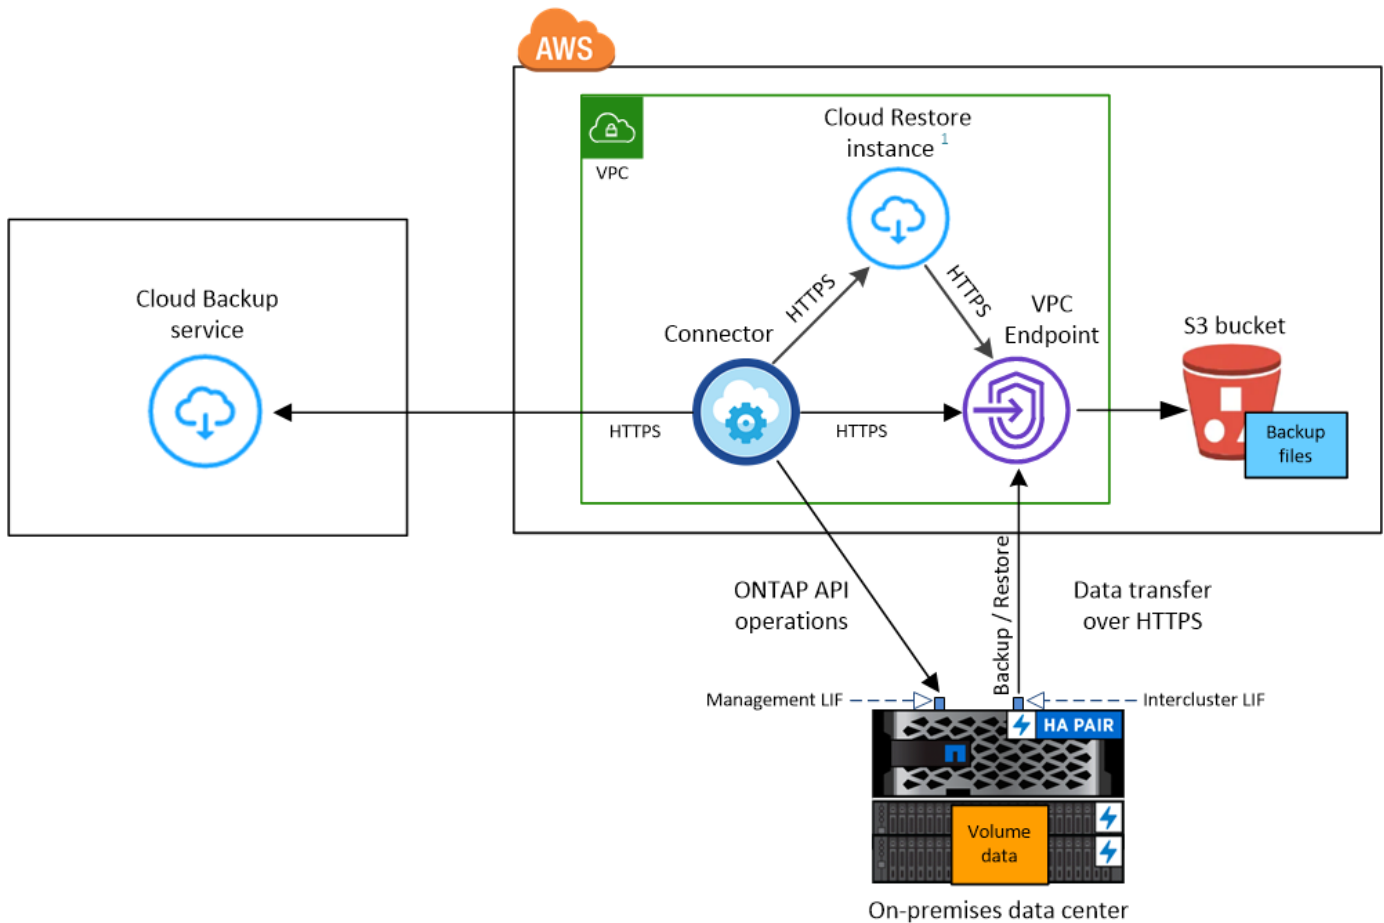 AWS
VPC
Cloud Restore
instance 1
Cloud Backup
service
Connector
HTTPS
HTTPS
VPC
Endpoint
S3 bucket
HTTPS
HTTPS
Backup
files
ONTAP API
operations
Backup / Restore
Data transfer
over HTTPS
Management LIF
Intercluster LIF
HA PAIR
Volume
data
On-premises data center